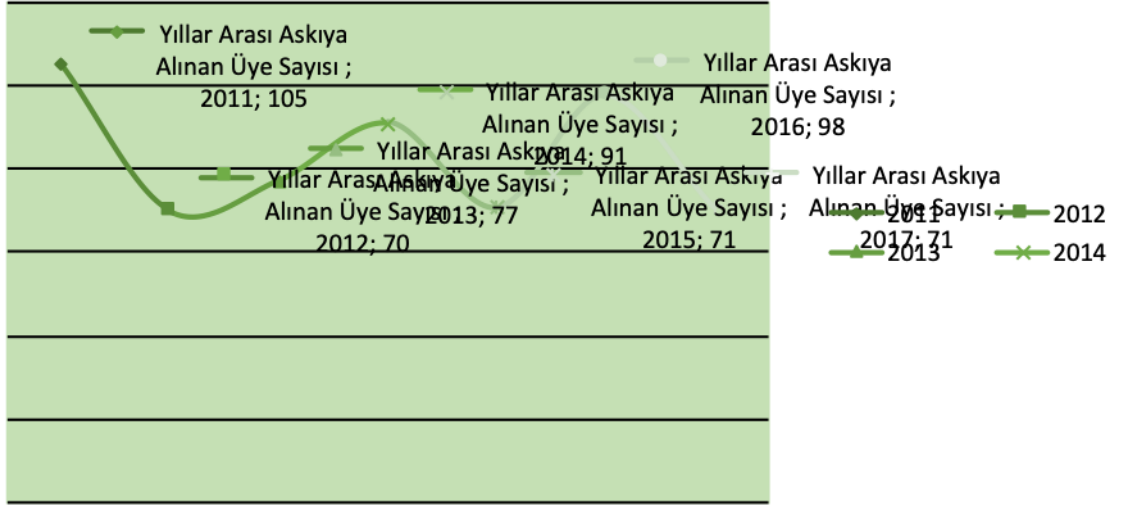 Yıllar Arası Askıya
Alınan Üye Sayısı ;
2011; 105
Yıllar Arası Askıya
Alınan Üye Sayısı ;
2012; 70
Yıllar Arası Askıya
Alınan Üye Sayısı ;
2013; 77
Yıllar Arası Askıya
Alınan Üye Sayısı ;
2014; 91
Yıllar Arası Askıya
Alınan Üye Sayısı ;
2015; 71
Yıllar Arası Askıya
Alınan Üye Sayısı ;
2016; 98
Yıllar Arası Askıya
Alınan Üye Sayısı ;
2017; 71
2011
2012
2013
2014